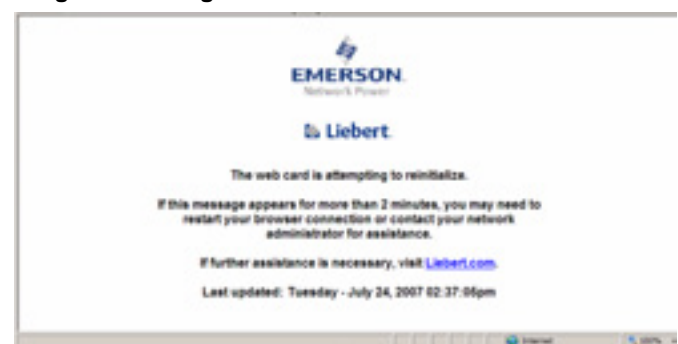 EMERSON
Network Power
Liebert
The web card is attempting to reinitialize.
If this message appears for more than 2 minutes, you may need to
restart your browser connection or contact your network
administrator for assistance.
If further assistance is necessary, visit Liebert.com.
Last updated: Tuesday - July 24, 2007 02:37:06pm
Internet
100%